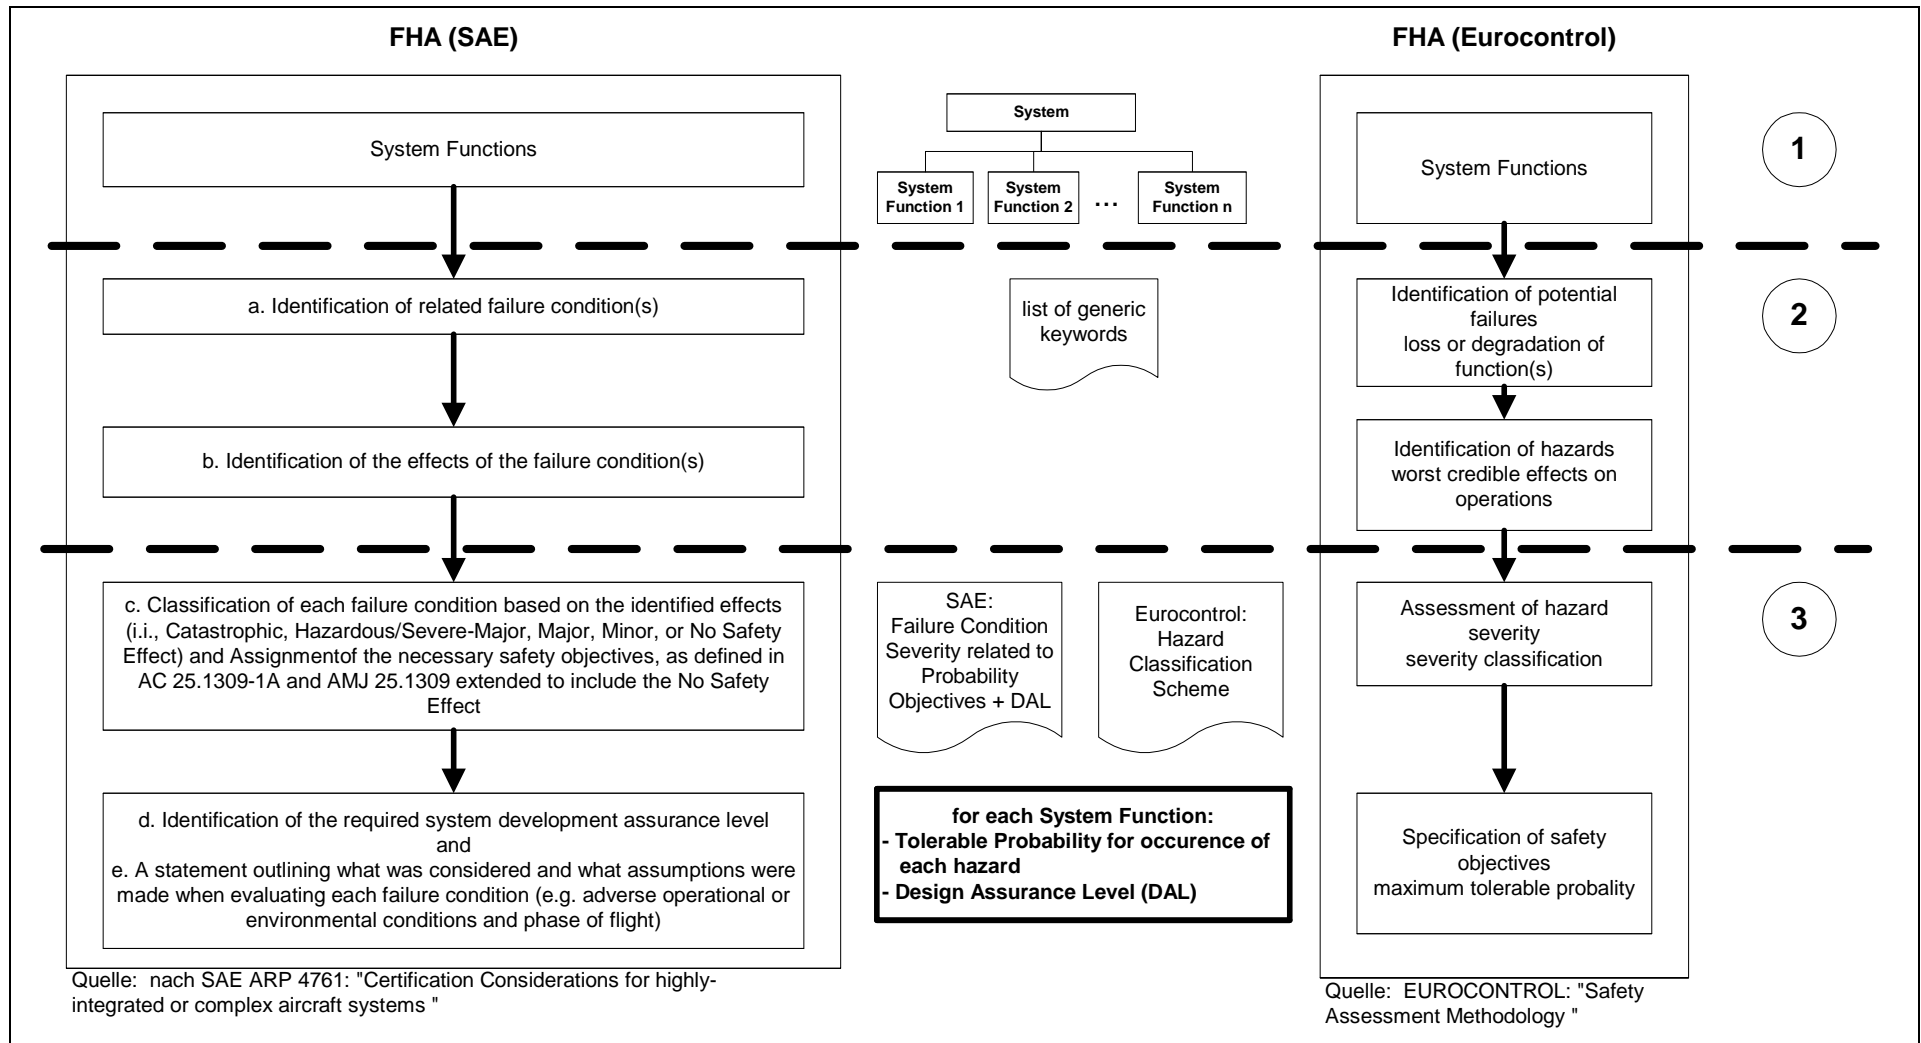 FHA (SAE)
FHA (Eurocontrol)
System Functions
System
System
Function 1
System
Function 2
...
System
Function n
System Functions
1
a. Identification of related failure condition(s)
list of generic
keywords
Identification of potential
failures
loss or degradation of
function(s)
2
b. Identification of the effects of the failure condition(s)
Identification of hazards
worst credible effects on
operations
c. Classification of each failure condition based on the identified effects
(i.i., Catastrophic, Hazardous/Severe-Major, Major, Minor, or No Safety
Effect) and Assignmentof the necessary safety objectives, as defined in
AC 25.1309-1A and AMJ 25.1309 extended to include the No Safety
Effect
SAE:
Failure Condition
Severity related to
Probability
Objectives + DAL
Eurocontrol:
Hazard
Classification
Scheme
Assessment of hazard
severity
severity classification
3
d. Identification of the required system development assurance level
and
e. A statement outlining what was considered and what assumptions were
made when evaluating each failure condition (e.g. adverse operational or
environmental conditions and phase of flight)
for each System Function:
- Tolerable Probability for occurence of
each hazard
- Design Assurance Level (DAL)
Specification of safety
objectives
maximum tolerable probality
Quelle: nach SAE ARP 4761: "Certification Considerations for highly-
integrated or complex aircraft systems "
Quelle: EUROCONTROL: "Safety
Assessment Methodology "